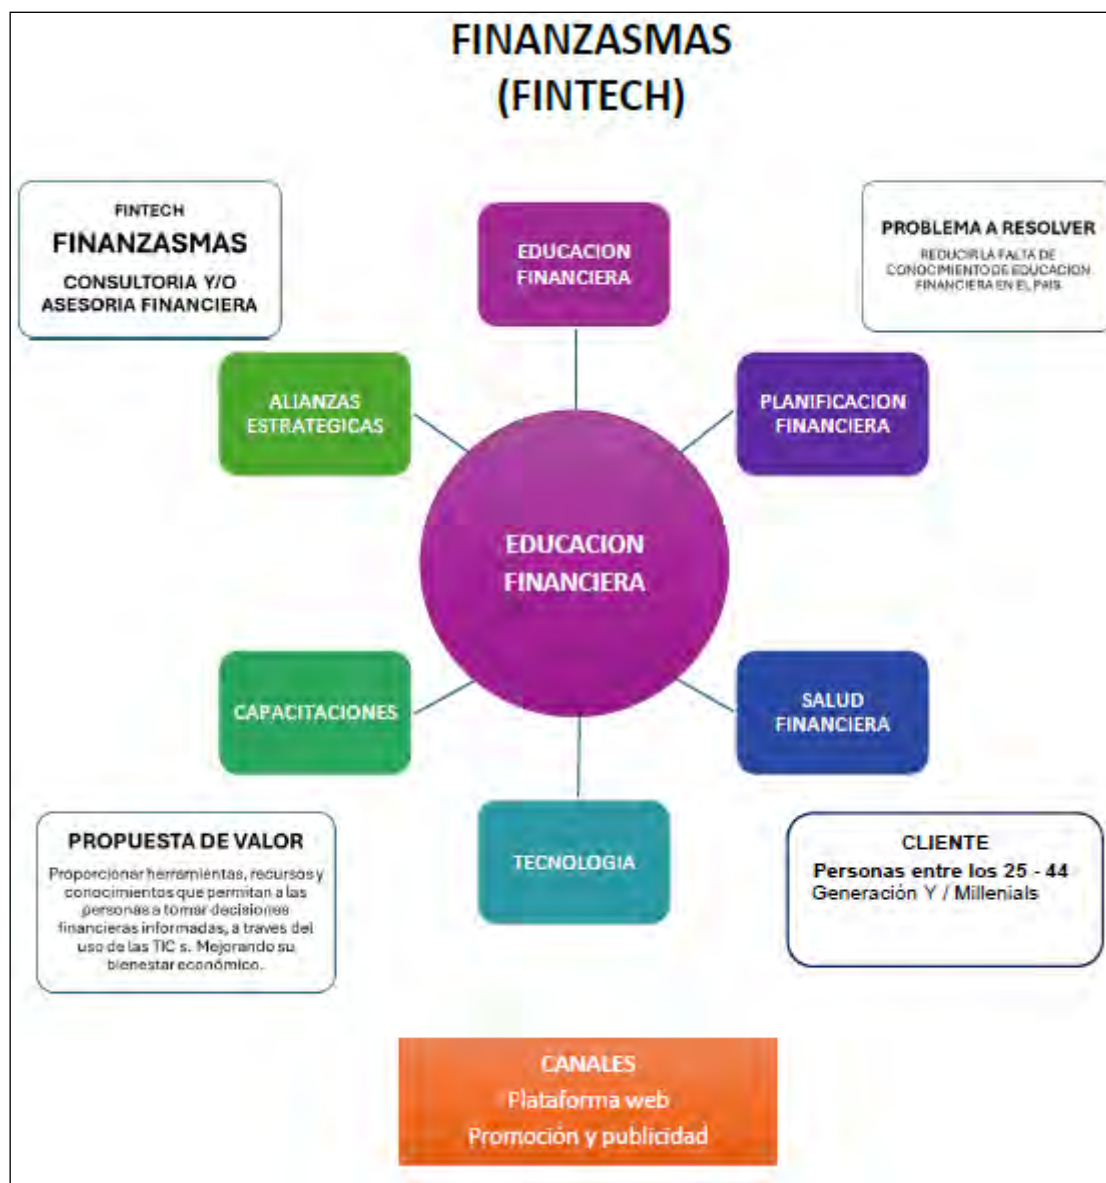 FINANZASMAS
(FINTECH)
FINTECH
FINANZASMAS
CONSULTORIA Y/O
ASESORIA FINANCIERA
EDUCACION
FINANCIERA
PROBLEMA A RESOLVER
REDUCIR LA FALTA DE
CONOCIMIENTO DE EDUCACION
FINANCIERA EN EL PAIS
ALIANZAS
ESTRATEGICAS
PLANIFICACION
FINANCIERA
EDUCACION
FINANCIERA
CAPACITACIONES
SALUD
FINANCIERA
TECNOLOGIA
PROPUESTA DE VALOR
Proporcionar herramientas, recursos y
conocimientos que permitan a las
personas a tomar decisiones
financieras informadas, a traves del
uso de las TIC s. Mejorando su
bienestar económico.
CLIENTE
Personas entre los 25 - 44
Generación Y / Millenials
CANALES
Plataforma web
Promoción y publicidad